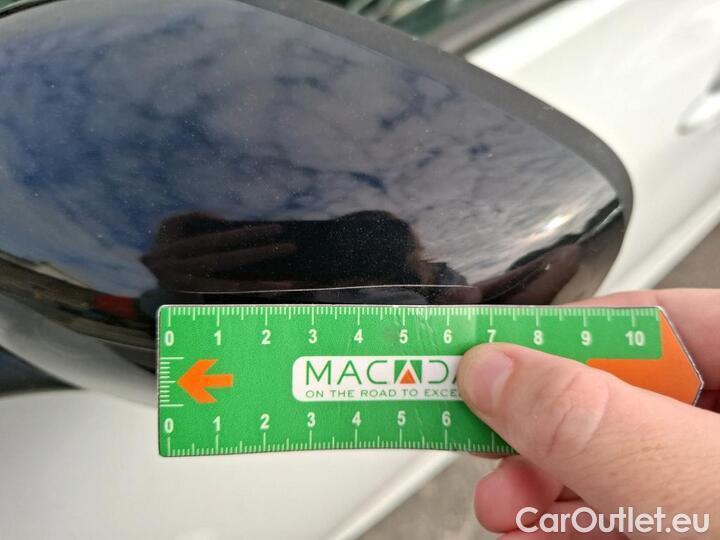 0 1 2 3 4 5 6 7 8 9 10
MACADA
ON THE ROAD TO EXCE
0 1 2 3 4 5 6
CarOutlet.eu